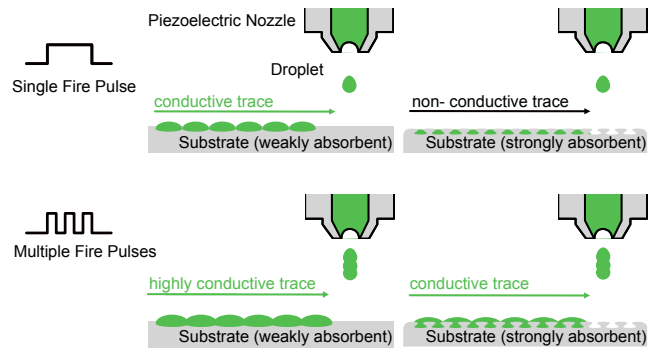 Piezoelectric Nozzle
Single Fire Pulse
Droplet
conductive trace
non- conductive trace
Substrate (weakly absorbent)
Substrate (strongly absorbent)
Multiple Fire Pulses
highly conductive trace
conductive trace
Substrate (weakly absorbent)
Substrate (strongly absorbent)